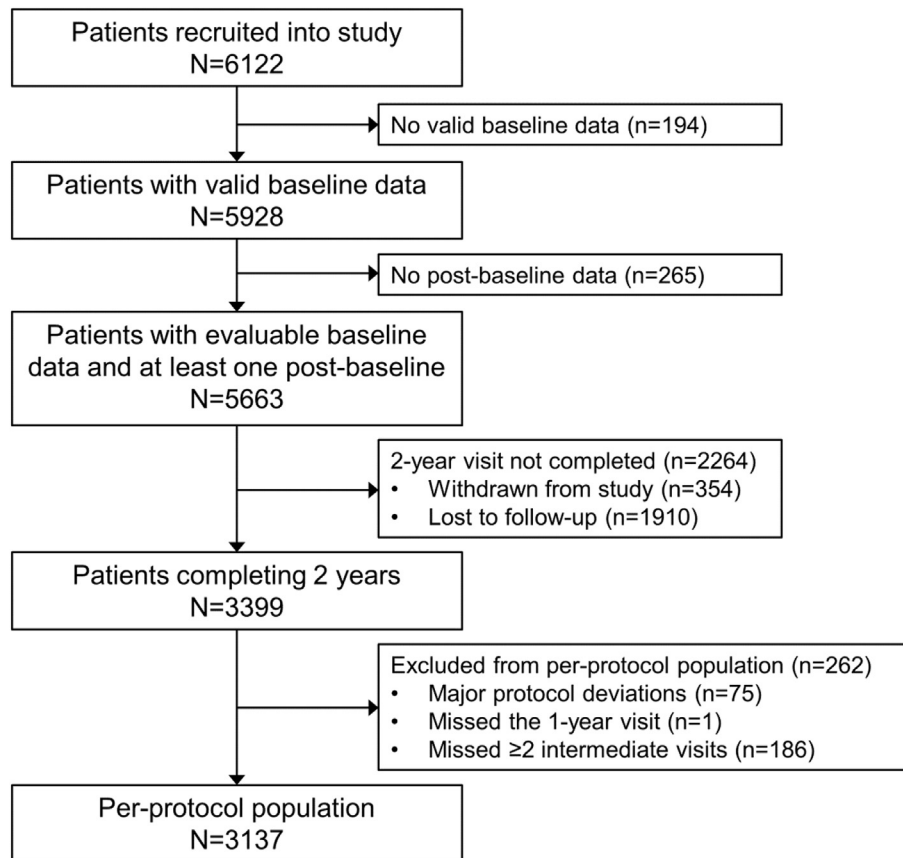 Patients recruited into study
N=6122
No valid baseline data (n=194)
Patients with valid baseline data
N=5928
No post-baseline data (n=265)
Patients with evaluable baseline
data and at least one post-baseline
N=5663
2-year visit not completed (n=2264)
• Withdrawn from study (n=354)
• Lost to follow-up (n=1910)
Patients completing 2 years
N=3399
Excluded from per-protocol population (n=262)
• Major protocol deviations (n=75)
• Missed the 1-year visit (n=1)
• Missed ≥2 intermediate visits (n=186)
Per-protocol population
N=3137